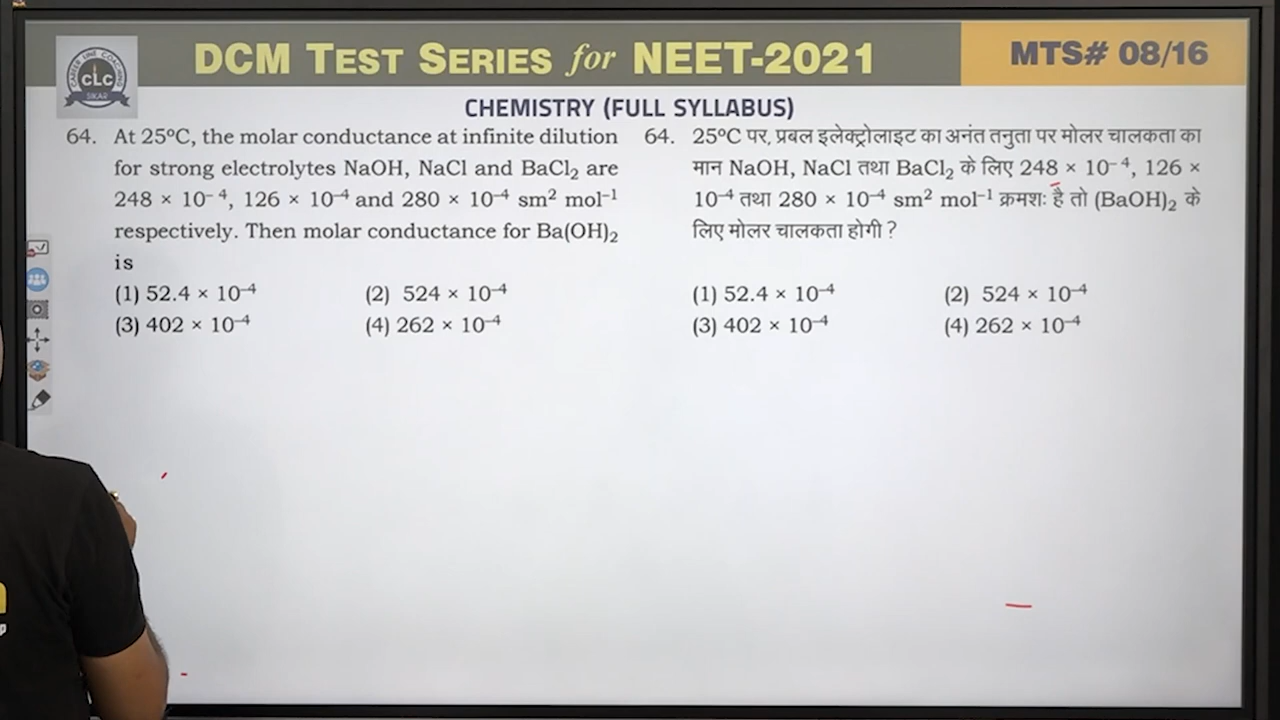 DCM TEST SERIES for NEET-2021
MTS# 08/16
CAREER LINE COACHING
CLC
SIKAR
CHEMISTRY (FULL SYLLABUS)
64. At 25ºC, the molar conductance at infinite dilution
for strong electrolytes NaOH, NaCl and BaCl₂ are
248 × 10⁻⁴, 126 × 10⁻⁴ and 280 × 10⁻⁴ sm² mol⁻¹
respectively. Then molar conductance for Ba(OH)₂
is
(1) 52.4 × 10⁻⁴ (2) 524 × 10⁻⁴
(3) 402 × 10⁻⁴ (4) 262 × 10⁻⁴
64. 25ºC पर, प्रबल इलेक्ट्रोलाइट का अनंत तनुता पर मोलर चालकता का
मान NaOH, NaCl तथा BaCl₂ के लिए 248 × 10⁻⁴, 126 ×
10⁻⁴ तथा 280 × 10⁻⁴ sm² mol⁻¹ क्रमशः है तो (BaOH)₂ के
लिए मोलर चालकता होगी ?
(1) 52.4 × 10⁻⁴ (2) 524 × 10⁻⁴
(3) 402 × 10⁻⁴ (4) 262 × 10⁻⁴